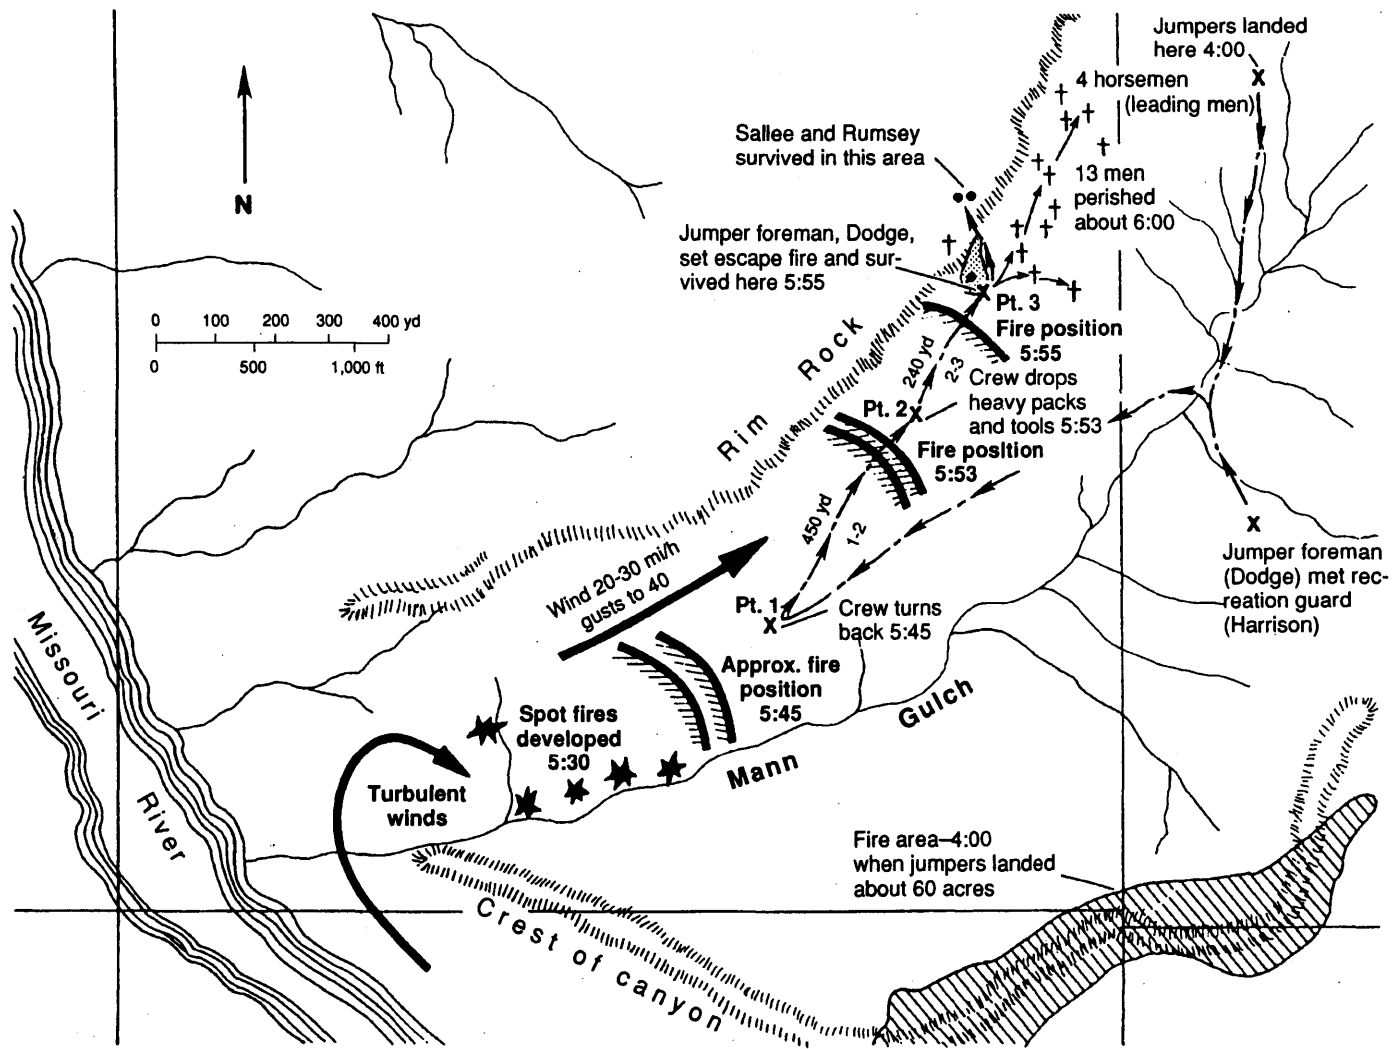 Jumpers landed
here 4:00
X
4 horsemen
(leading men)
Sallee and Rumsey
survived in this area
13 men
perished
about 6:00
N
Jumper foreman, Dodge,
set escape fire and sur-
vived here 5:55
X
Pt. 3
Fire position
5:55
0 100 200 300 400 yd
0 500 1,000 ft
Rim Rock
240 yd
2-3
Crew drops
heavy packs
and tools 5:53
Pt. 2
X
Fire position
5:53
450 yd
1-2
X
Jumper foreman
(Dodge) met rec-
reation guard
(Harrison)
Wind 20-30 mi/h
gusts to 40
Pt. 1
X
Crew turns
back 5:45
Approx. fire
position
5:45
Missouri
River
Spot fires
developed
5:30
Mann Gulch
Turbulent
winds
Fire area–4:00
when jumpers landed
about 60 acres
Crest of canyon